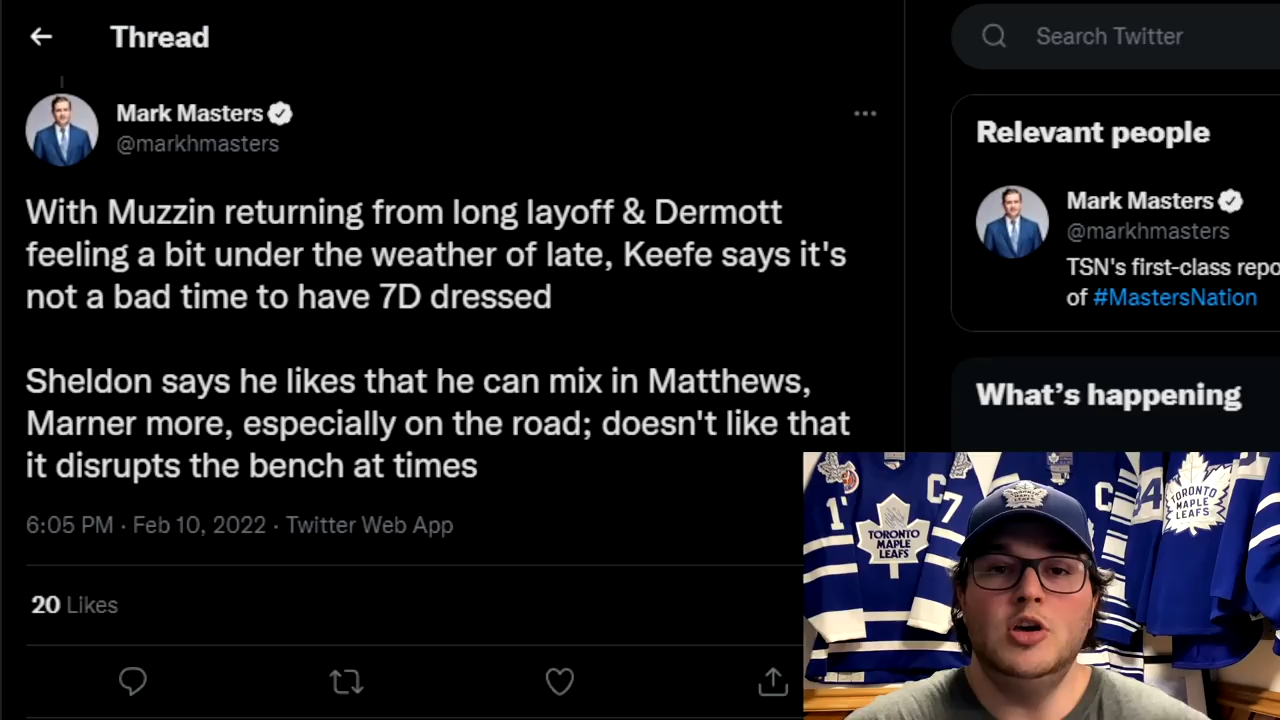 Thread
Search Twitter
Mark Masters
@markhmasters
With Muzzin returning from long layoff & Dermott
feeling a bit under the weather of late, Keefe says it's
not a bad time to have 7D dressed
Sheldon says he likes that he can mix in Matthews,
Marner more, especially on the road; doesn't like that
it disrupts the bench at times
6:05 PM · Feb 10, 2022 · Twitter Web App
20 Likes
Relevant people
Mark Masters
@markhmasters
TSN's first-class repo
of #MastersNation
What's happening
C
TORONTO
MAPLE
LEAFS
C
TORONTO
MAPLE
LEAFS